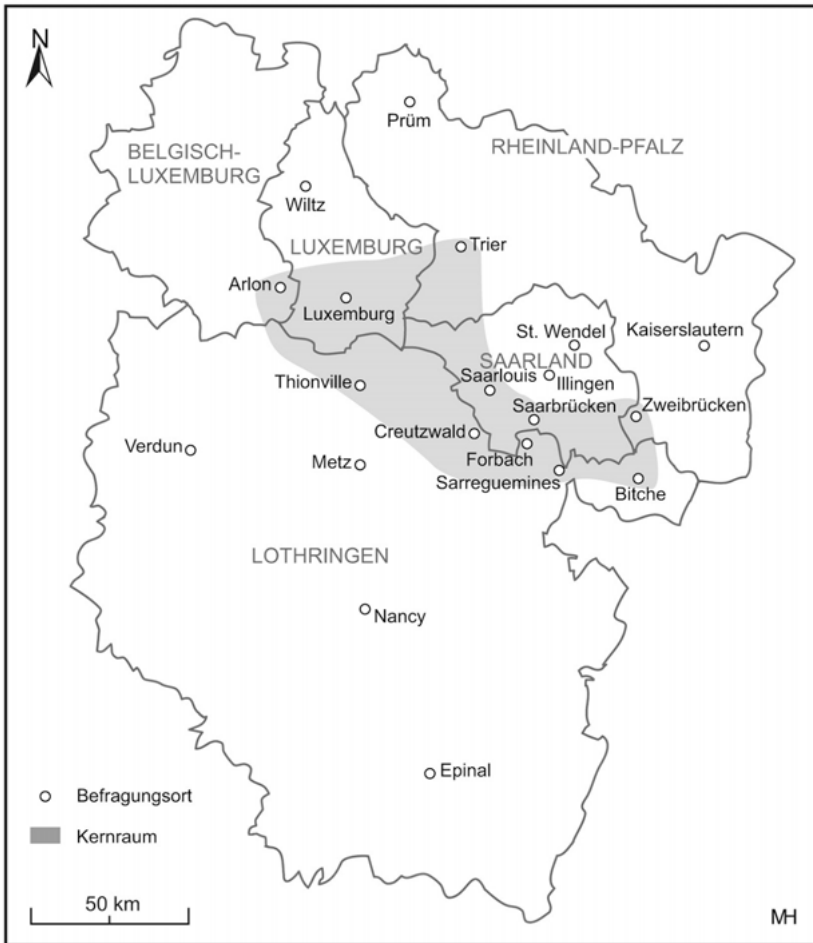 N
Prüm
BELGISCH-
LUXEMBURG
RHEINLAND-PFALZ
Wiltz
LUXEMBURG
Trier
Arlon
Luxemburg
St. Wendel
Kaiserslautern
SAARLAND
Thionville
Saarlouis
Illingen
Saarbrücken
Zweibrücken
Creutzwald
Verdun
Forbach
Metz
Sarreguemines
Bitche
LOTHRINGEN
Nancy
Epinal
Befragungsort
Kernraum
50 km
MH